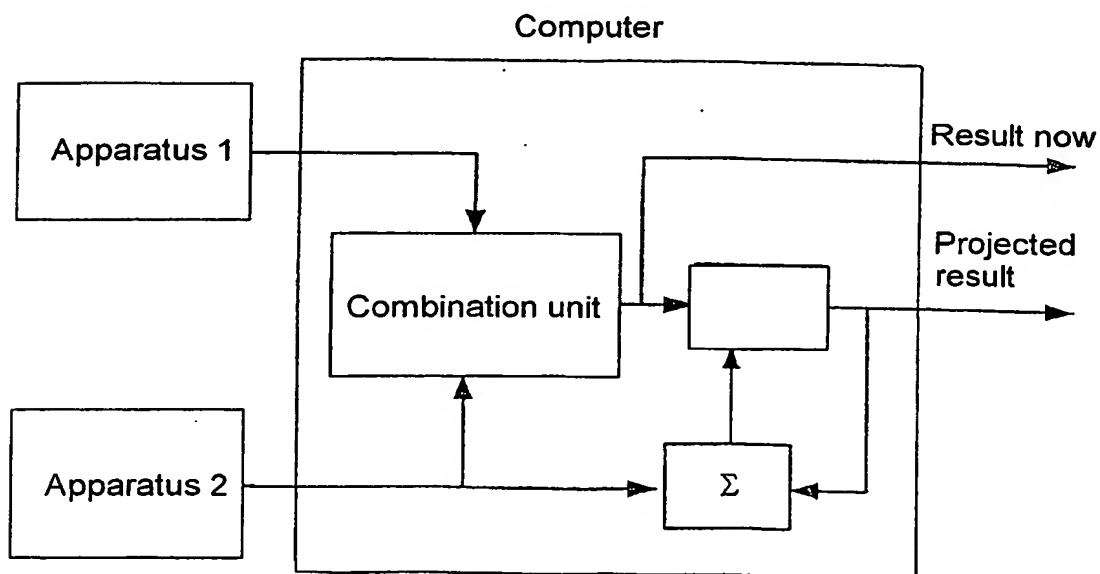 Computer
Apparatus 1
Result now
Projected
result
Combination unit
Apparatus 2
Σ